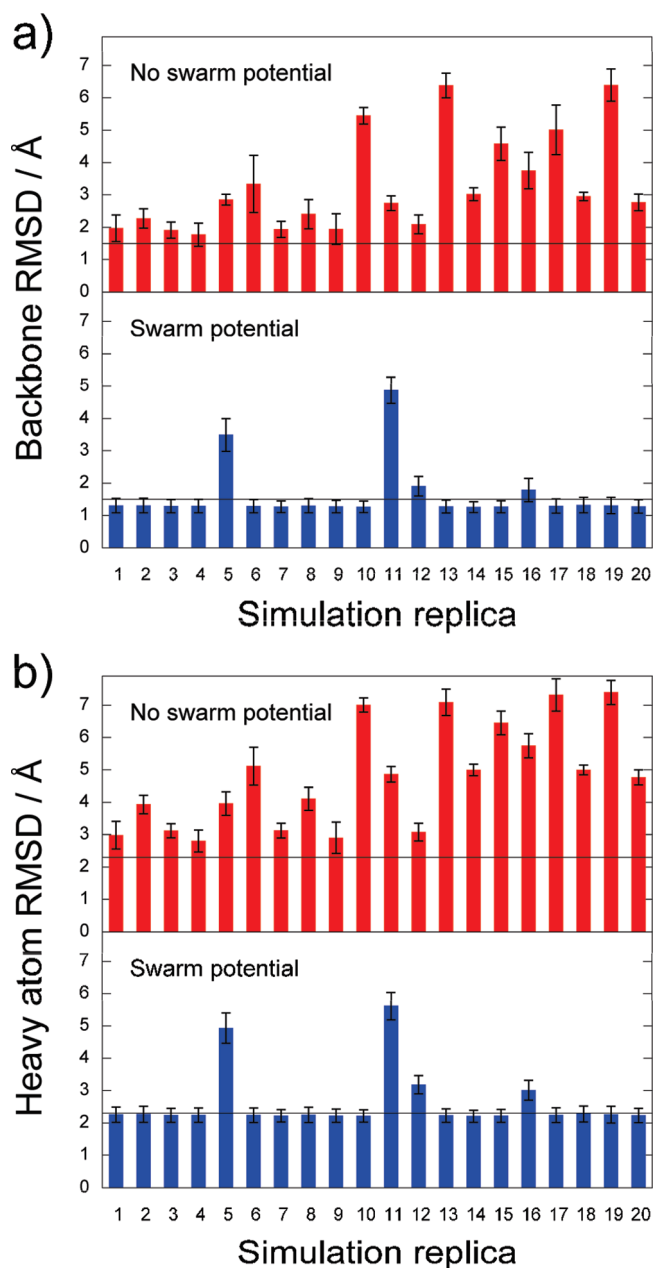 a)
7
6
5
4
3
2
1
0
No swarm potential
7
6
5
4
3
2
1
0
Swarm potential
Backbone RMSD / Å
1 2 3 4 5 6 7 8 9 10 11 12 13 14 15 16 17 18 19 20
Simulation replica
b)
7
6
5
4
3
2
1
0
No swarm potential
7
6
5
4
3
2
1
0
Swarm potential
Heavy atom RMSD / Å
1 2 3 4 5 6 7 8 9 10 11 12 13 14 15 16 17 18 19 20
Simulation replica